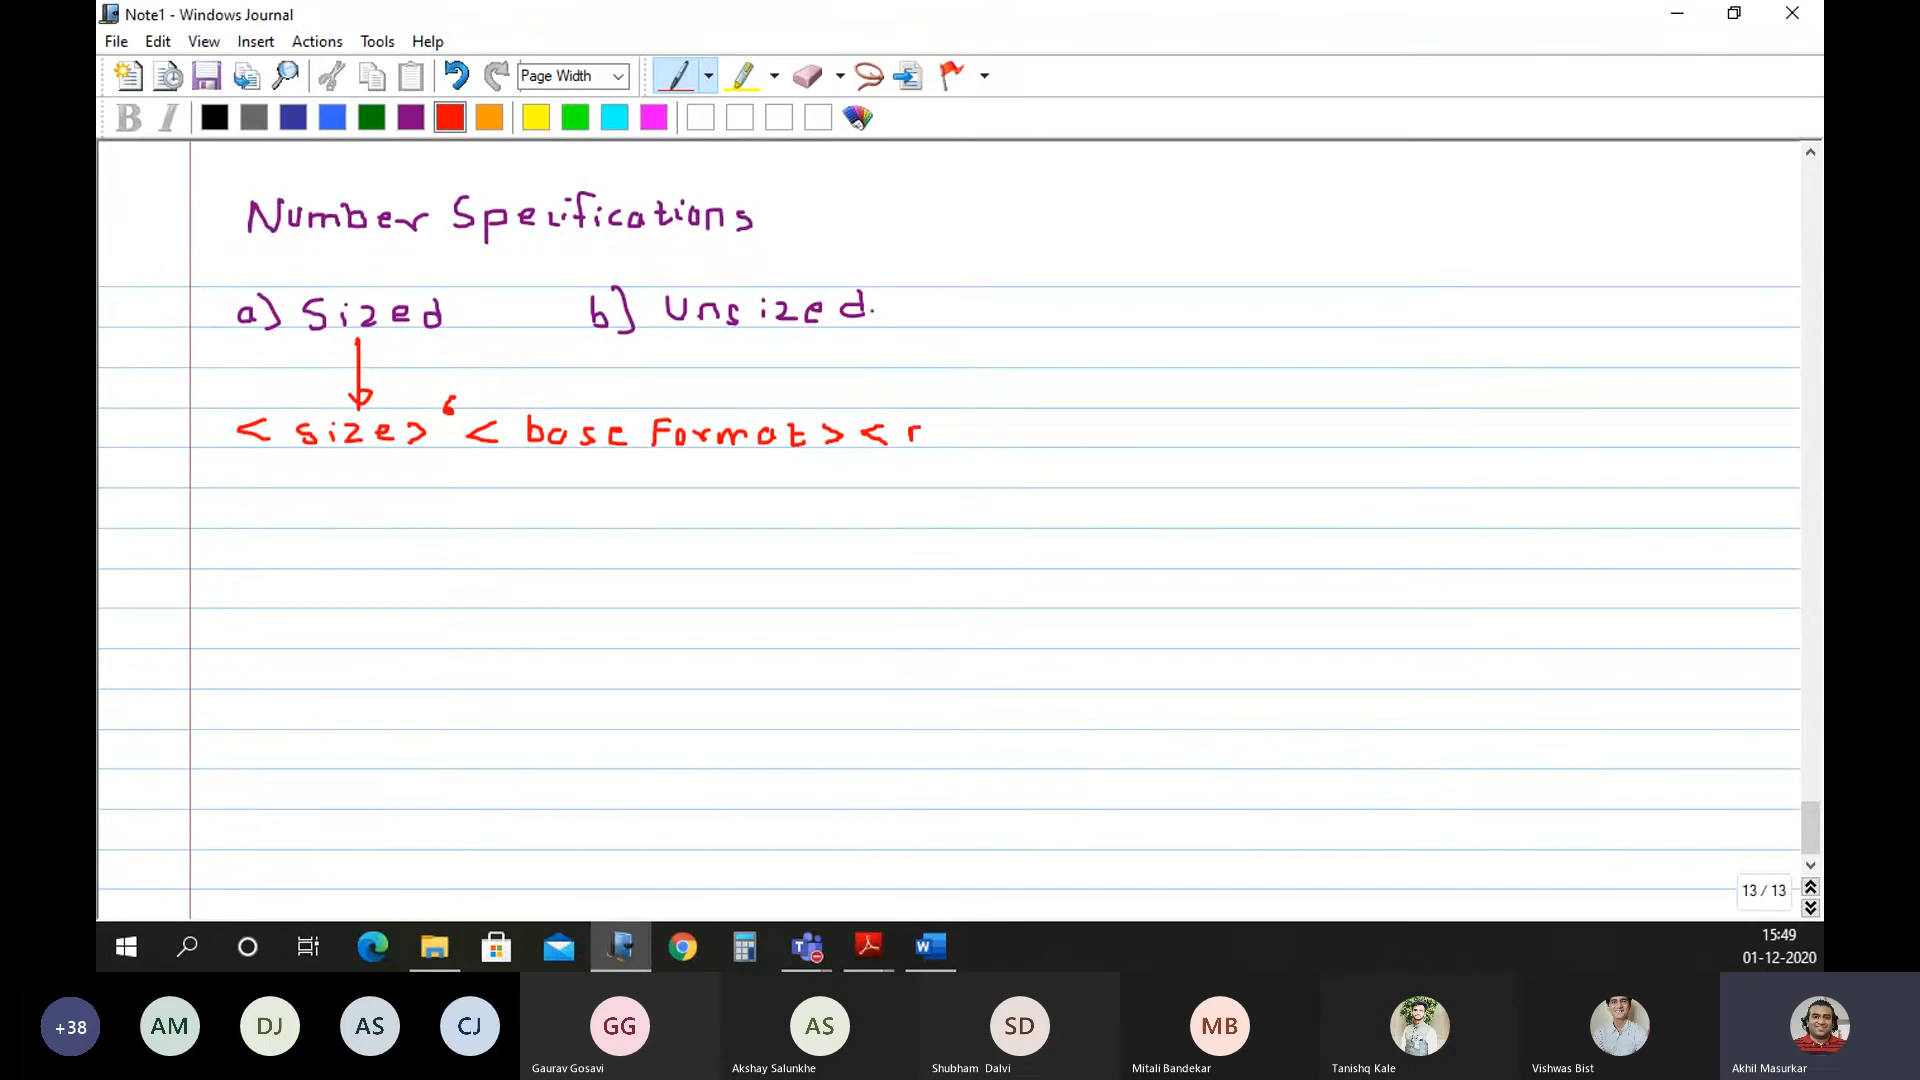 Note1 - Windows Journal
File Edit View Insert Actions Tools Help
Page Width
B I
Number Specifications
a) Sized b) Unsized.
< size> ‘ < base Format> < n
13 / 13
15:49
01-12-2020
+38 AM DJ AS CJ GG AS SD MB
Gaurav Gosavi Akshay Salunkhe Shubham Dalvi Mitali Bandekar Tanishq Kale Vishwas Bist Akhil Masurkar